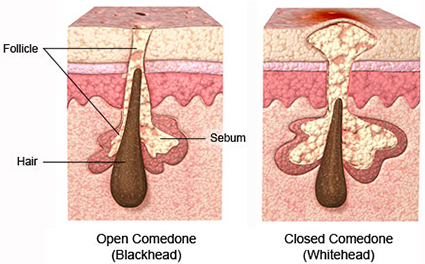 Follicle
Sebum
Hair
Open Comedone
(Blackhead)
Closed Comedone
(Whitehead)